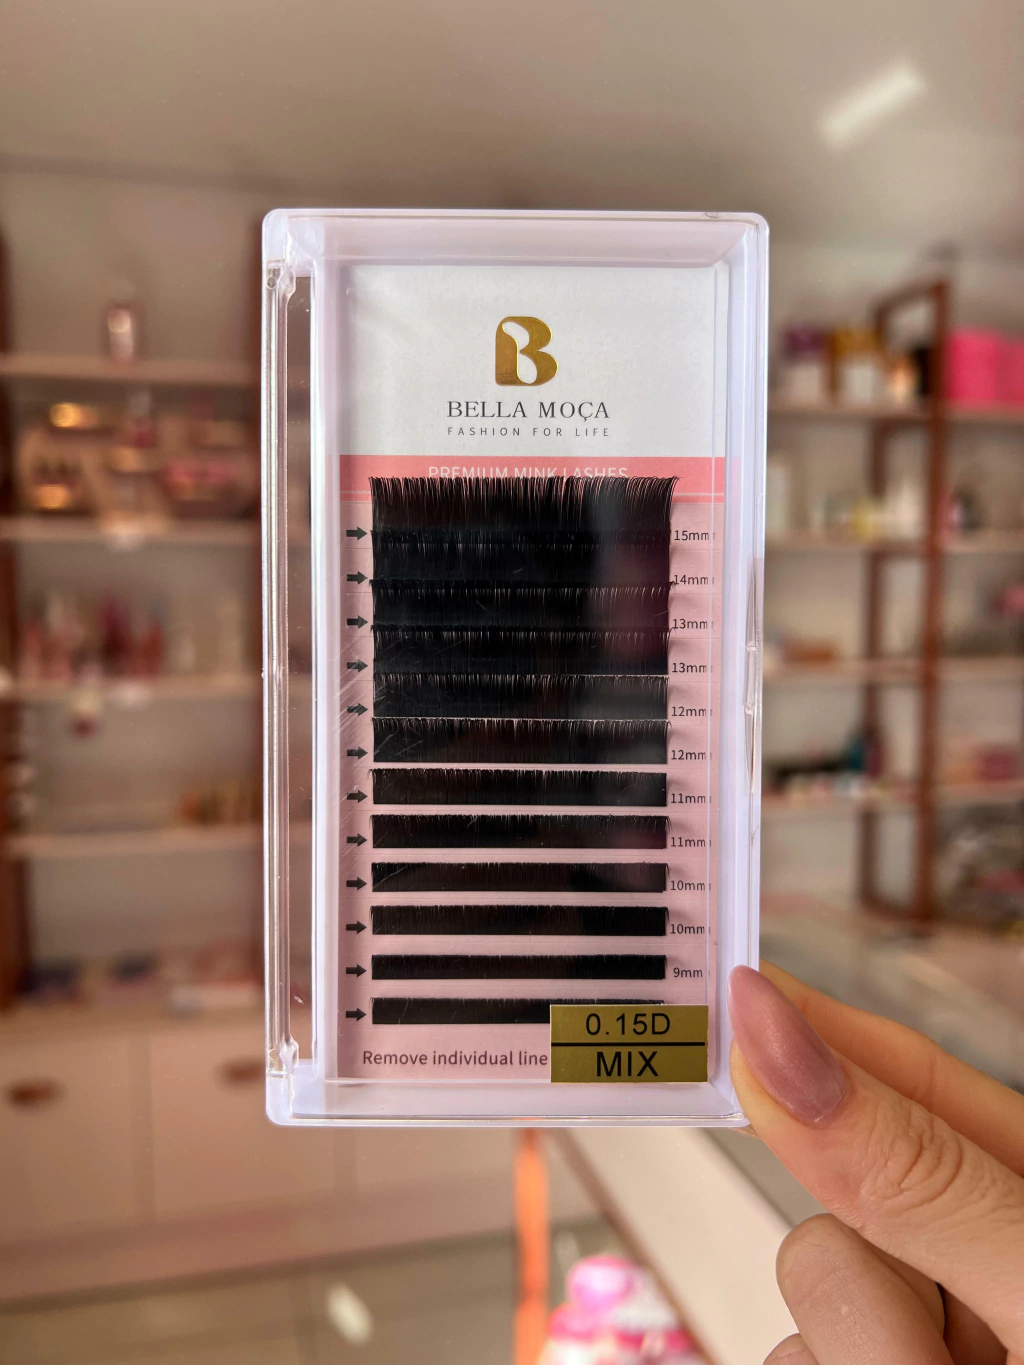 B
BELLA MOÇA
FASHION FOR LIFE
PREMIUM MINK LASHES
15mm
14mm
13mm
13mm
12mm
12mm
11mm
11mm
10mm
10mm
9mm
Remove individual line
0.15D
MIX